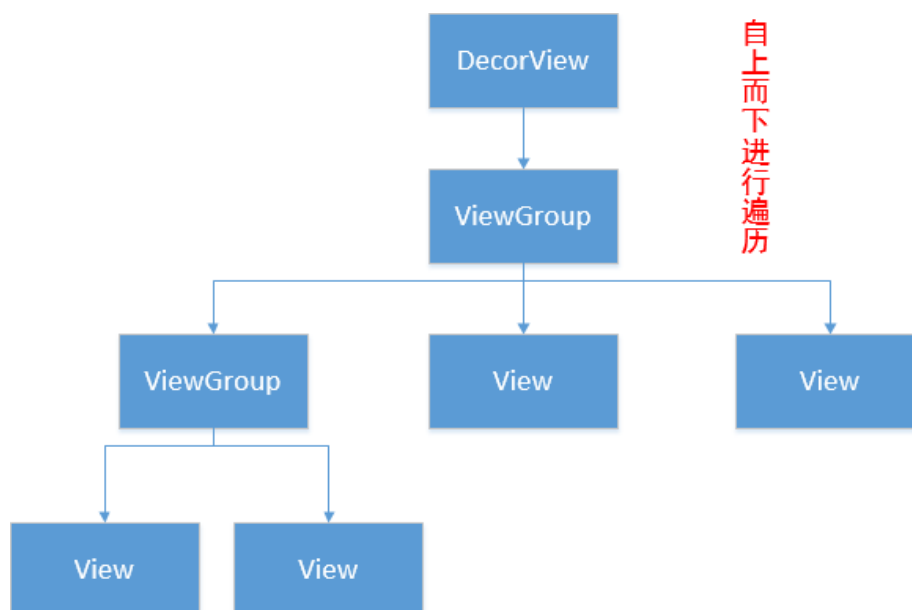 DecorView
自上而下进行遍历
ViewGroup
ViewGroup
View
View
View
View